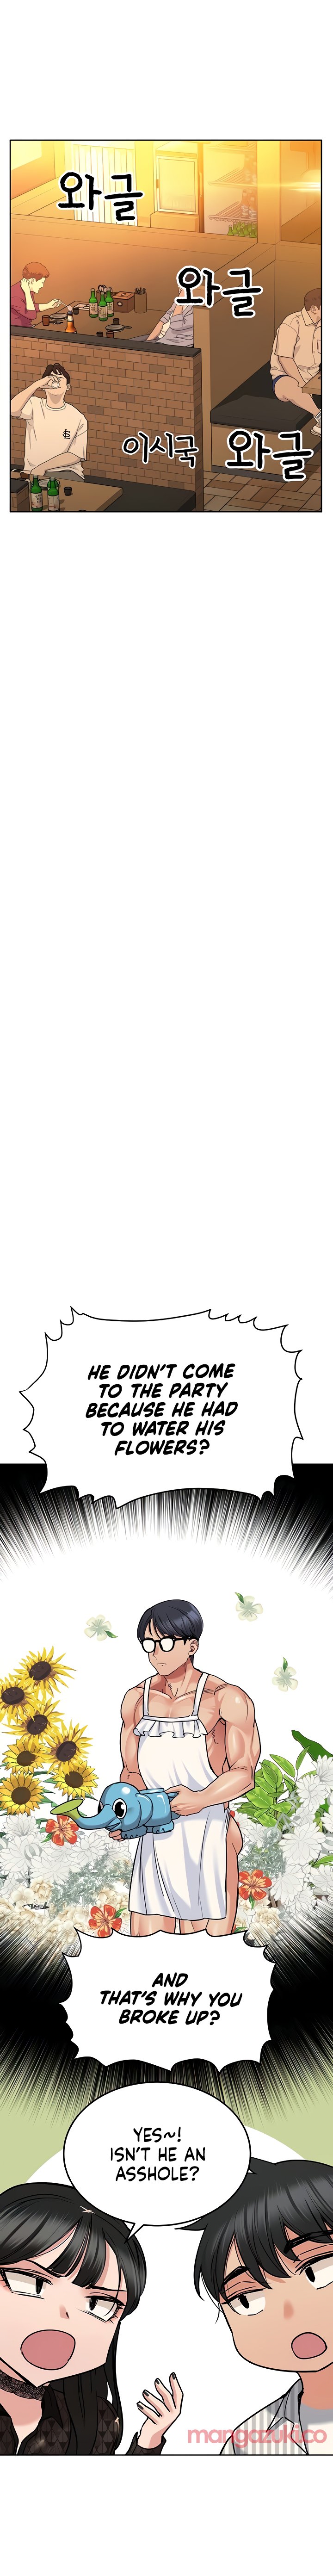 와글
와글
이시국
와글
HE DIDN'T COME
TO THE PARTY
BECAUSE HE HAD
TO WATER HIS
FLOWERS?
AND
THAT'S WHY YOU
BROKE UP?
YES~!
ISN'T HE AN
ASSHOLE?
mangazuki.co